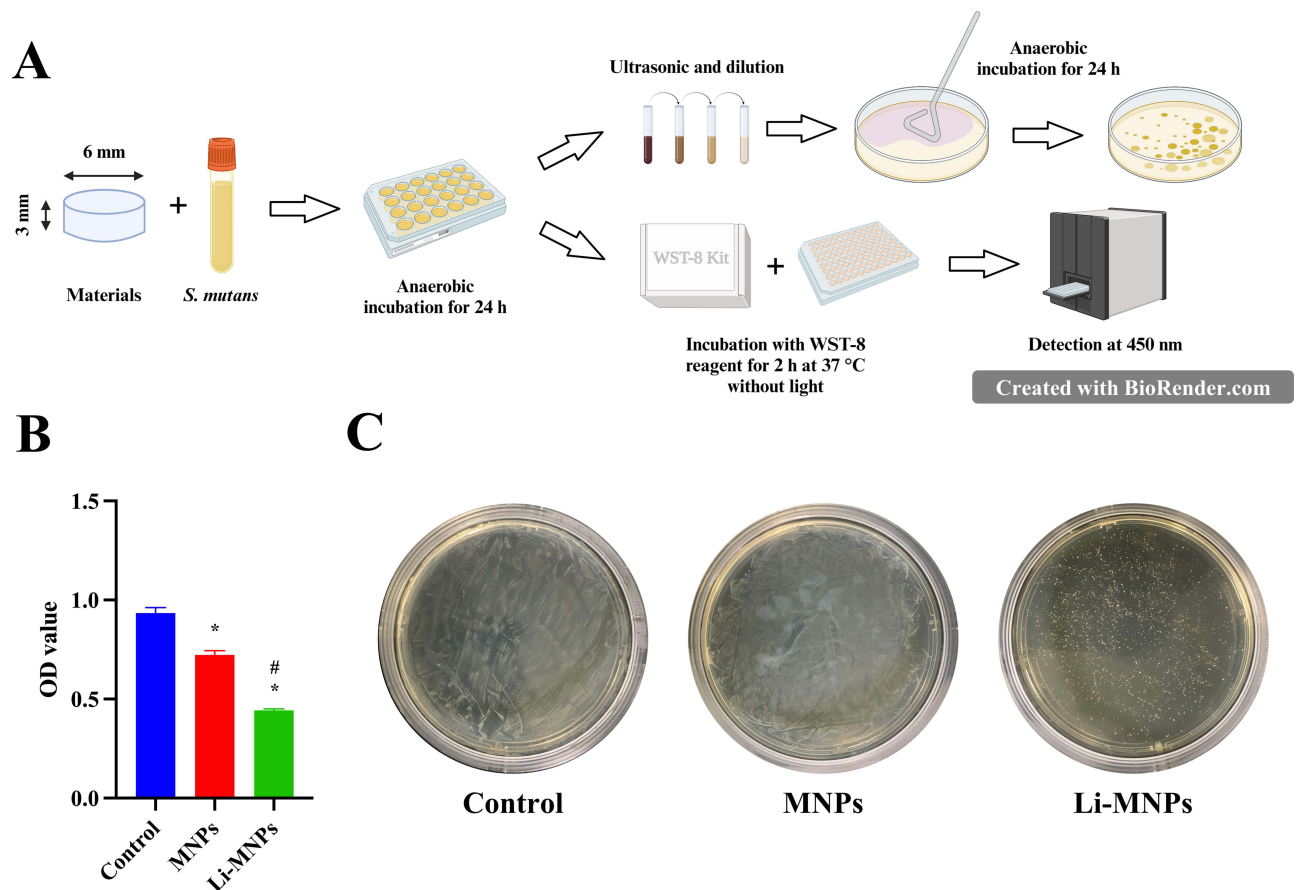 A
6 mm
3 mm
+
Materials
S. mutans
Anaerobic
incubation for 24 h
Ultrasonic and dilution
Anaerobic
incubation for 24 h
WST-8 Kit
+
Incubation with WST-8
reagent for 2 h at 37 °C
without light
Detection at 450 nm
Created with BioRender.com
B
OD value
1.5
1.0
0.5
0.0
*
#
*
Control
MNPs
Li-MNPs
C
Control
MNPs
Li-MNPs